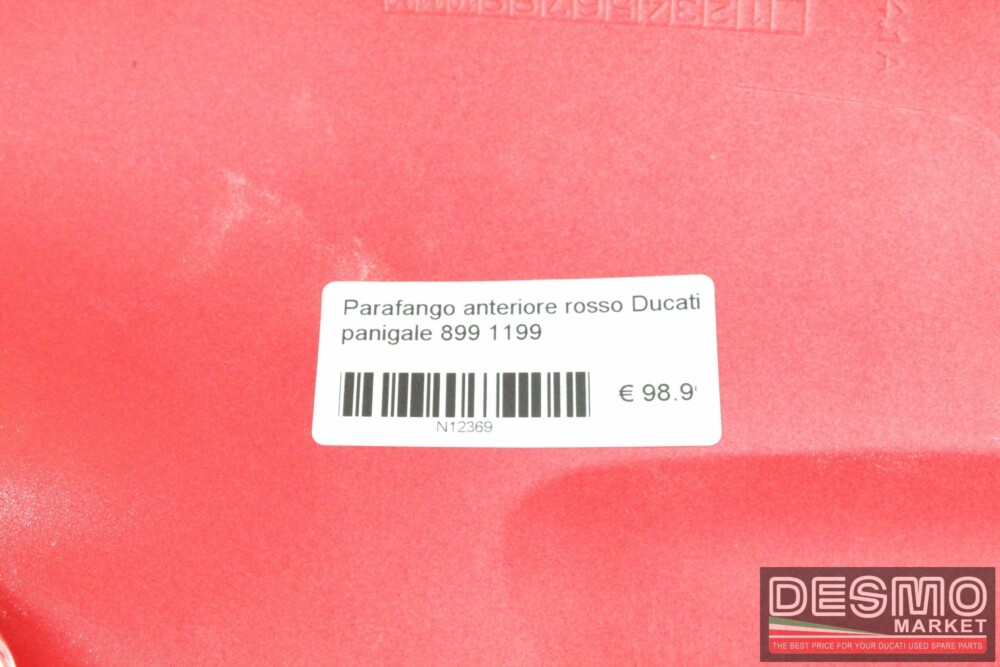 41A
Parafango anteriore rosso Ducati
panigale 899 1199
€ 98.9
N12369
DESMO
MARKET
THE BEST PRICE FOR YOUR DUCATI USED SPARE PARTS